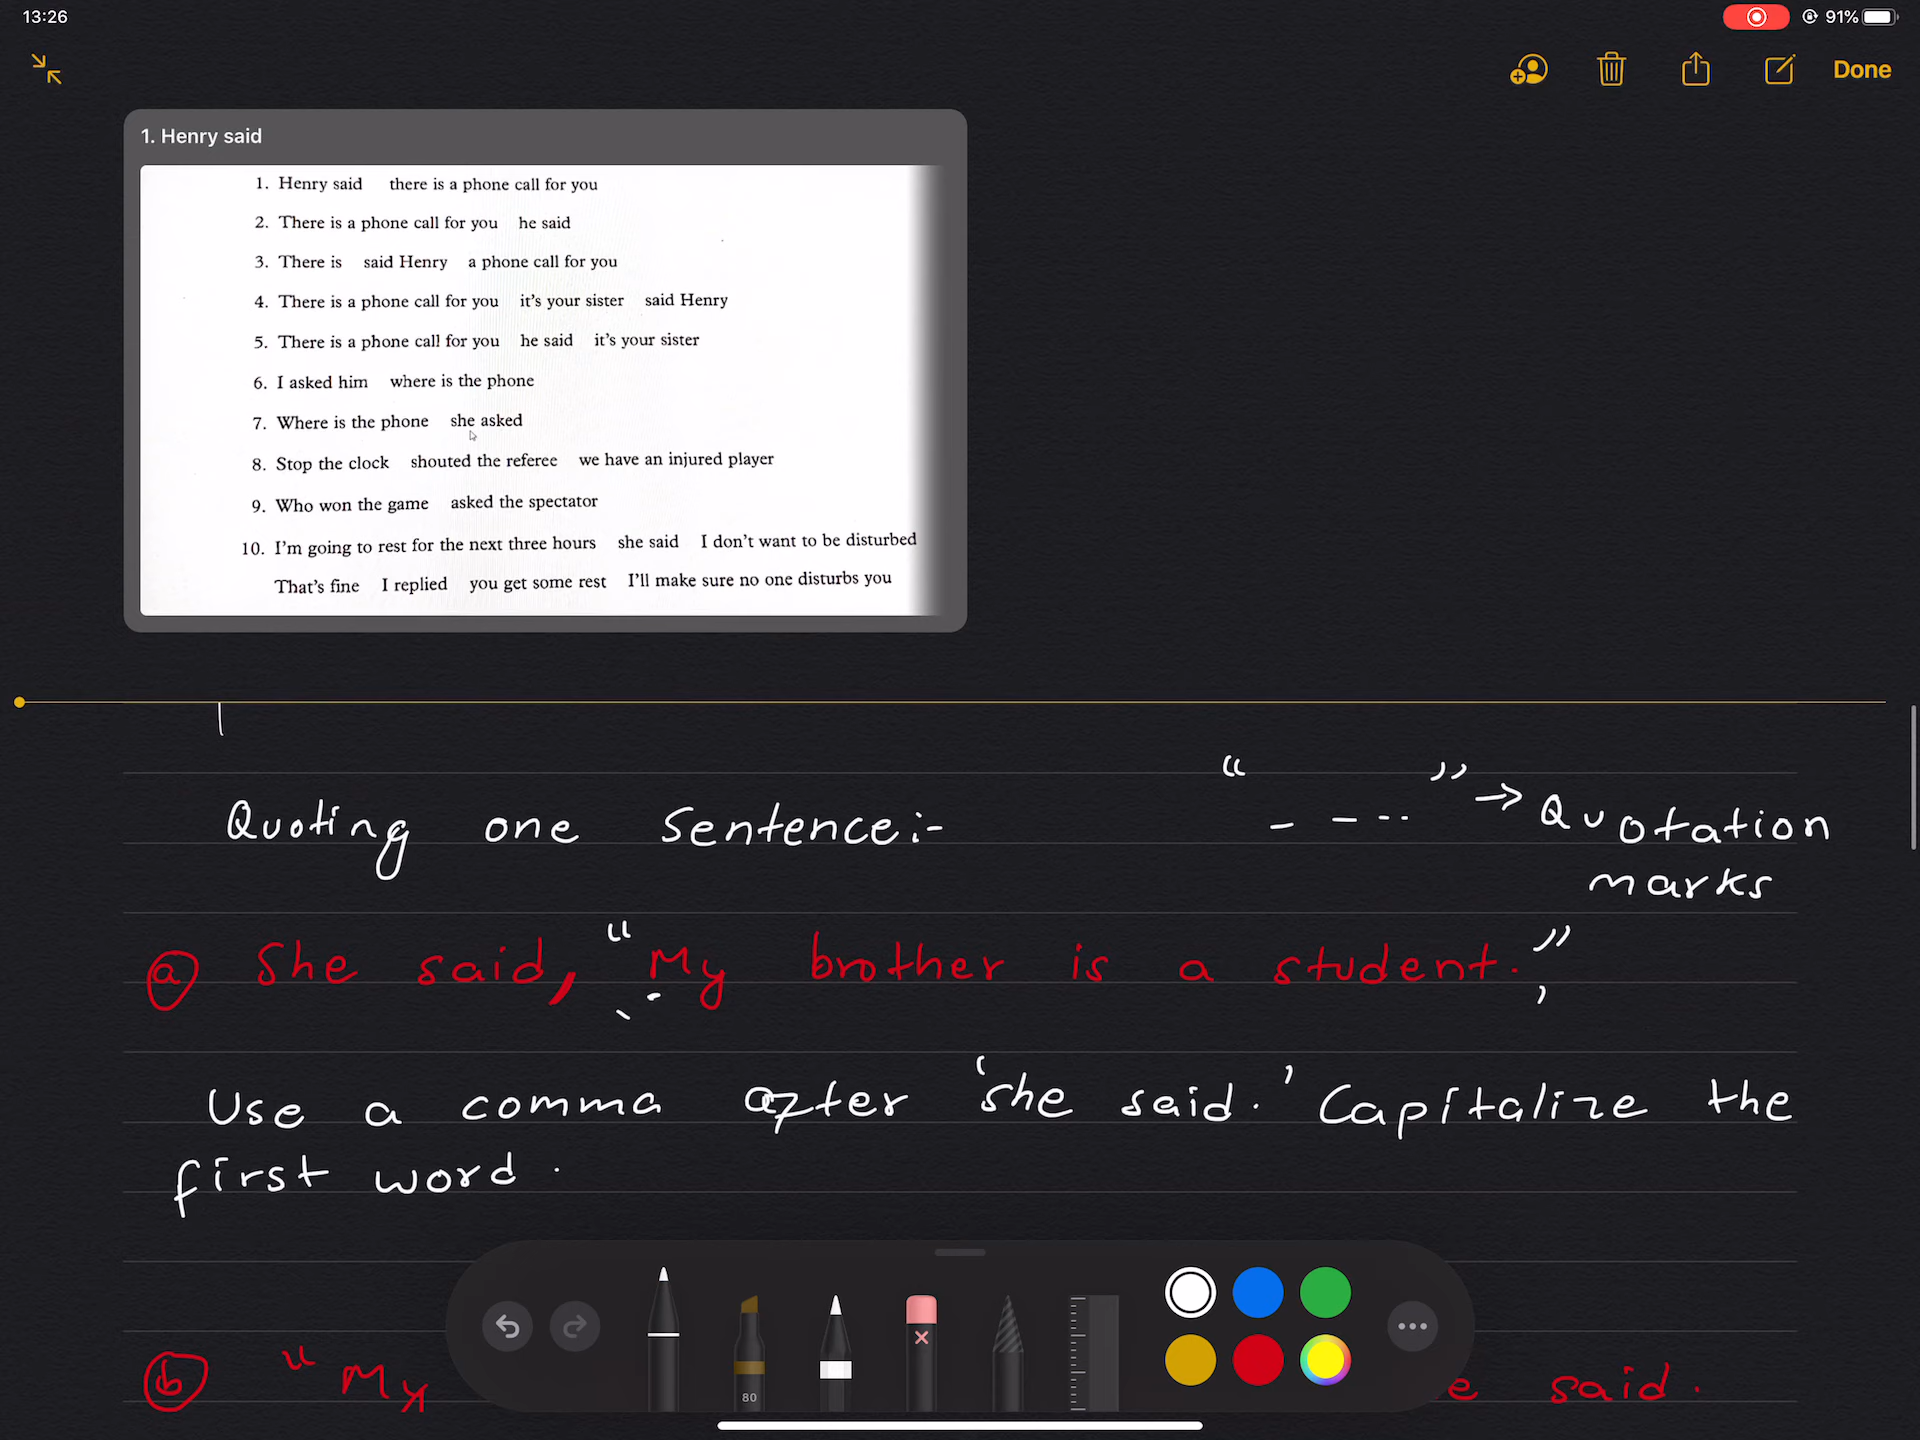 13:26
91%
Done
1. Henry said
1. Henry said there is a phone call for you
2. There is a phone call for you he said
3. There is said Henry a phone call for you
4. There is a phone call for you it's your sister said Henry
5. There is a phone call for you he said it's your sister
6. I asked him where is the phone
7. Where is the phone she asked
8. Stop the clock shouted the referee we have an injured player
9. Who won the game asked the spectator
10. I'm going to rest for the next three hours she said I don't want to be disturbed
That's fine I replied you get some rest I'll make sure no one disturbs you
Quoting one sentence:- “ - - -- ” → Quotation
marks
(a) She said, “My brother is a student.”
Use a comma after ‘she said.’ Capitalize the
first word.
80
(b) “My said.